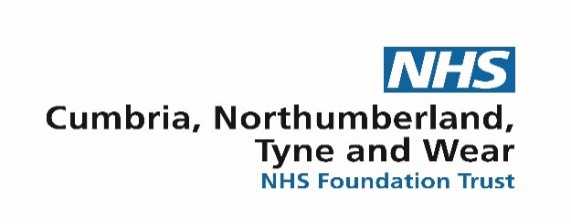 NHS
Cumbria, Northumberland,
Tyne and Wear
NHS Foundation Trust